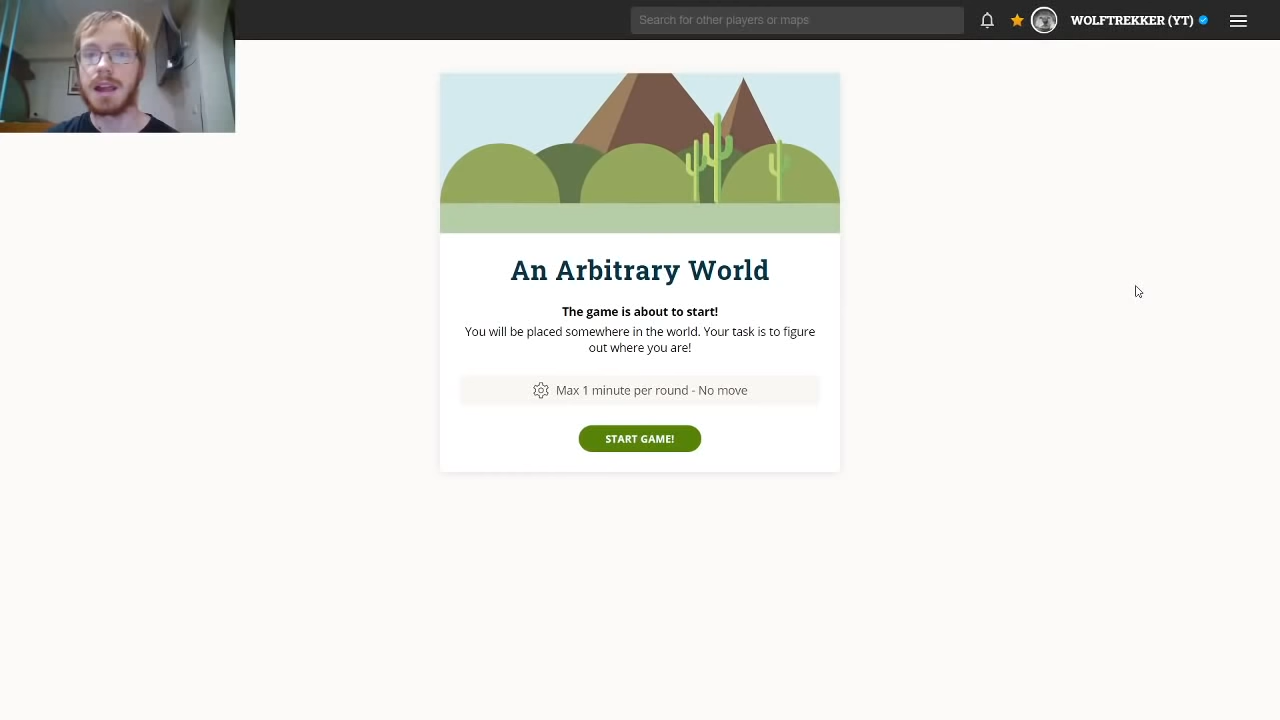 Search for other players or maps
WOLFTREKKER (YT)
An Arbitrary World
The game is about to start!
You will be placed somewhere in the world. Your task is to figure
out where you are!
Max 1 minute per round - No move
START GAME!